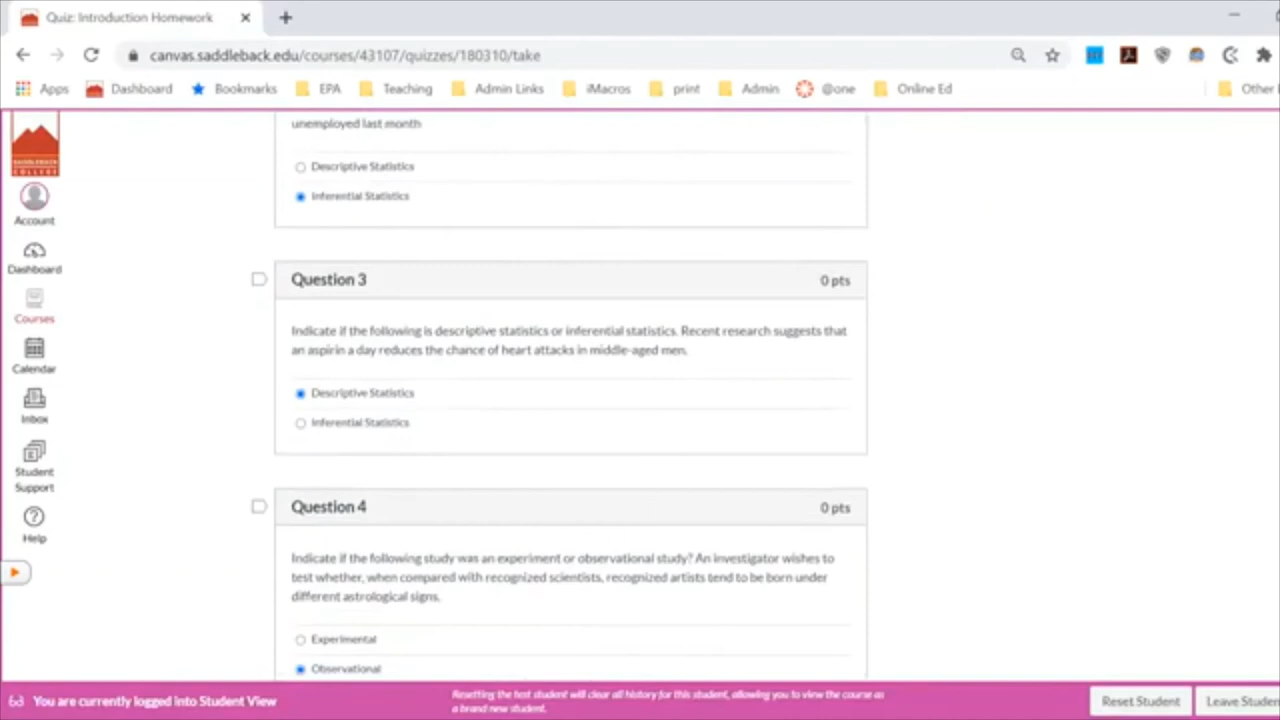 Quiz: Introduction Homework
canvas.saddleback.edu/courses/43107/quizzes/180310/take
Apps Dashboard Bookmarks EPA Teaching Admin Links iMacros print Admin @one Online Ed Other
SADDLEBACK
COLLEGE
Account
Dashboard
Courses
Calendar
Inbox
Student
Support
Help
unemployed last month
Descriptive Statistics
Inferential Statistics
Question 3 0 pts
Indicate if the following is descriptive statistics or inferential statistics. Recent research suggests that
an aspirin a day reduces the chance of heart attacks in middle-aged men.
Descriptive Statistics
Inferential Statistics
Question 4 0 pts
Indicate if the following study was an experiment or observational study? An investigator wishes to
test whether, when compared with recognized scientists, recognized artists tend to be born under
different astrological signs.
Experimental
Observational
You are currently logged into Student View
Resetting the test student will clear all history for this student, allowing you to view the course as
a brand new student.
Reset Student
Leave Studen